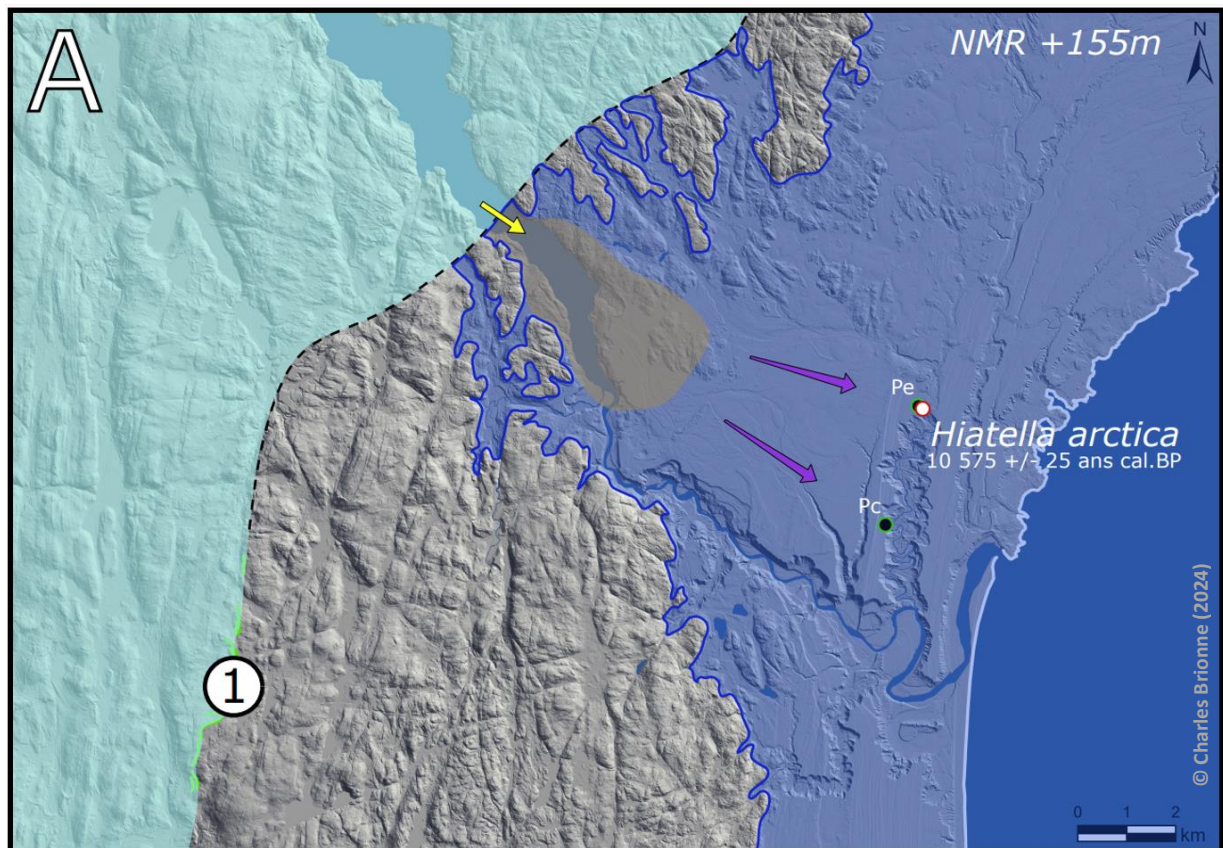 A
NMR +155m
N
Pe
Hiatella arctica
10 575 +/- 25 ans cal.BP
Pc
1
© Charles Brionne (2024)
0 1 2
km